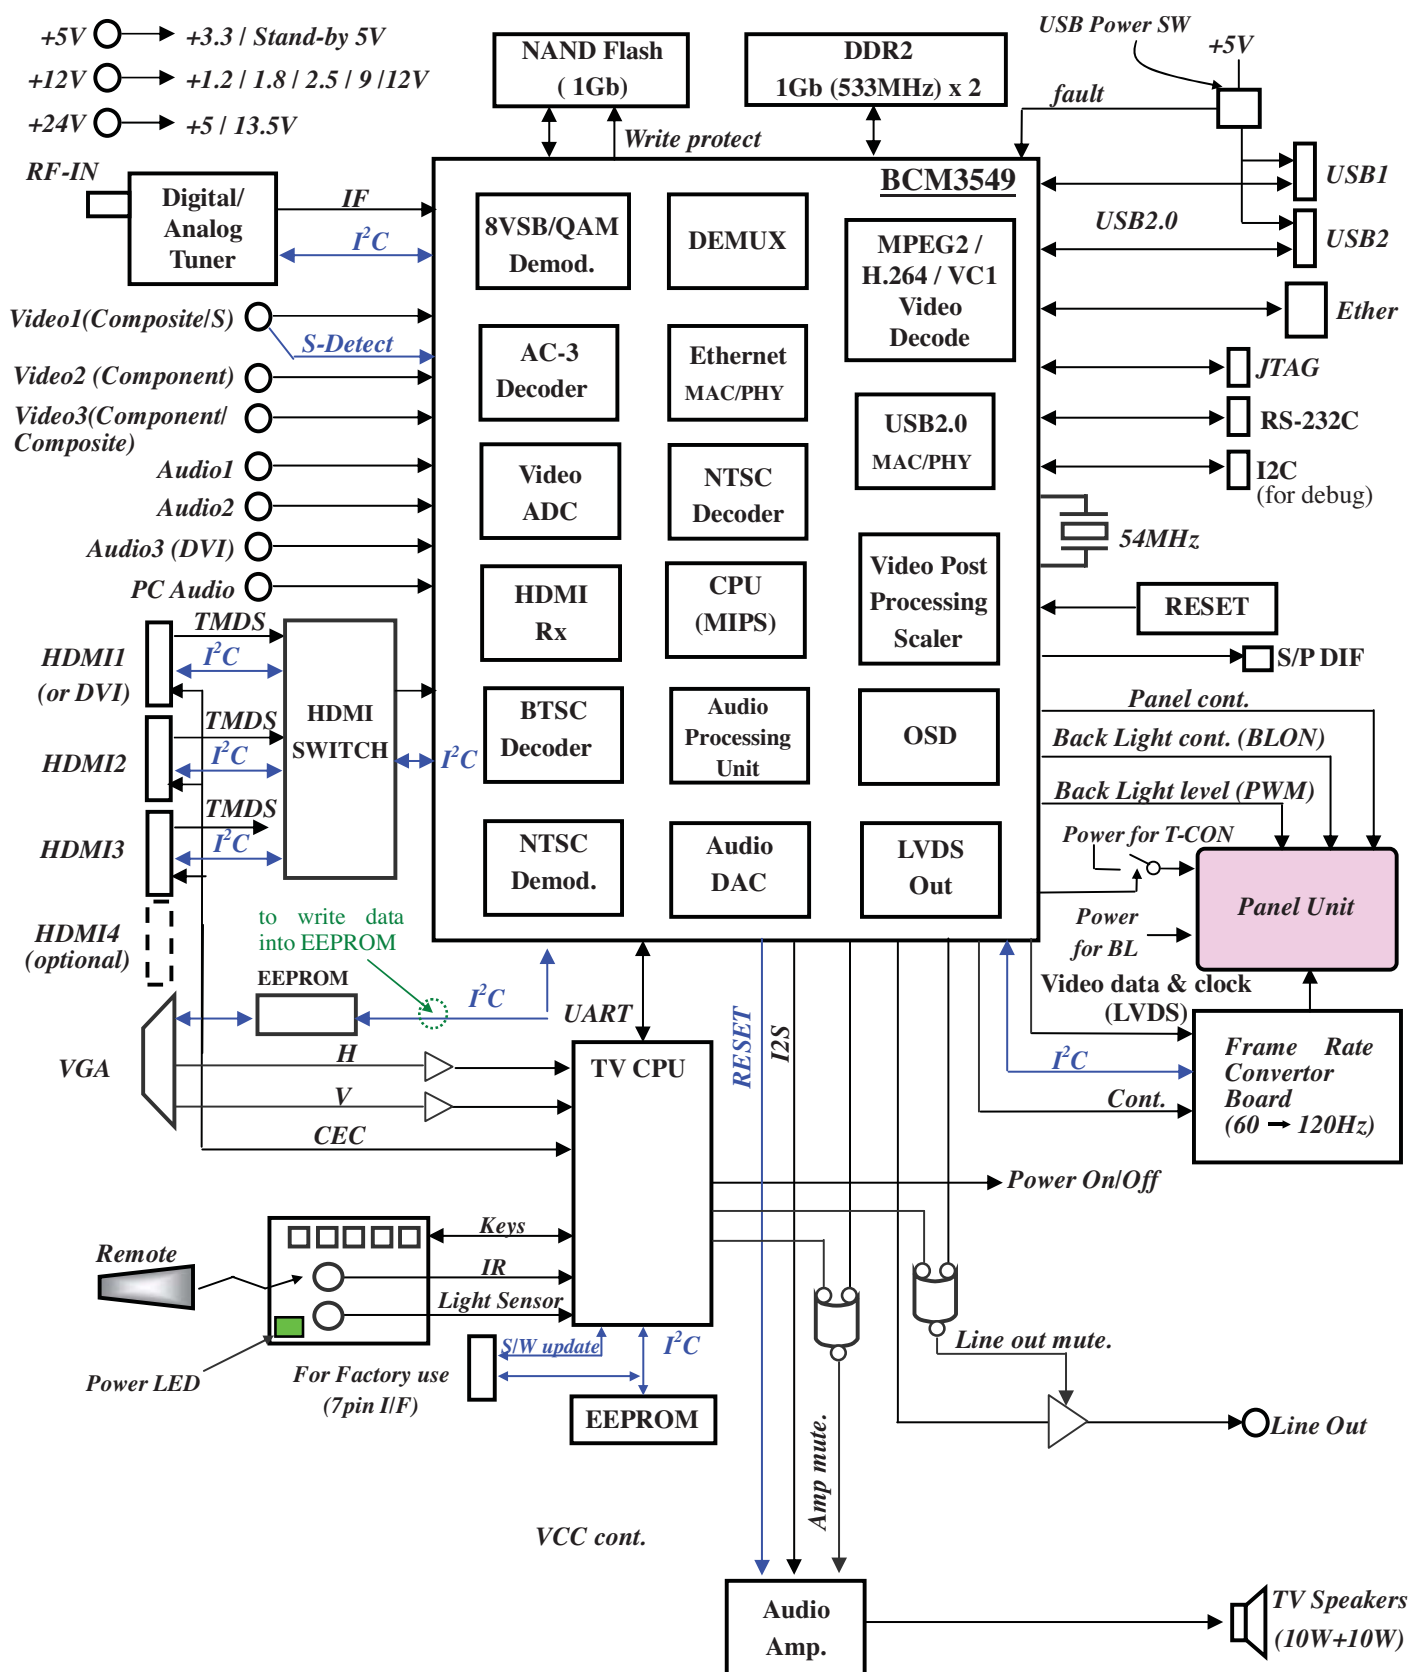 +5V
+3.3 / Stand-by 5V
+12V
+1.2 / 1.8 / 2.5 / 9 /12V
+24V
+5 / 13.5V
NAND Flash
( 1Gb)
DDR2
1Gb (533MHz) x 2
USB Power SW
+5V
fault
Write protect
RF-IN
Digital/
Analog
Tuner
IF
I²C
BCM3549
USB1
USB2.0
USB2
8VSB/QAM
Demod.
DEMUX
MPEG2 /
H.264 / VC1
Video
Decode
Ether
Video1(Composite/S)
S-Detect
Video2 (Component)
Video3(Component/
Composite)
Audio1
Audio2
Audio3 (DVI)
PC Audio
AC-3
Decoder
Ethernet
MAC/PHY
USB2.0
MAC/PHY
JTAG
RS-232C
I2C
(for debug)
54MHz
Video
ADC
NTSC
Decoder
Video Post
Processing
Scaler
HDMI
Rx
CPU
(MIPS)
RESET
S/P DIF
TMDS
I²C
HDMI1
(or DVI)
HDMI
SWITCH
I²C
TMDS
I²C
HDMI2
TMDS
I²C
HDMI3
HDMI4
(optional)
BTSC
Decoder
Audio
Processing
Unit
OSD
Panel cont.
Back Light cont. (BLON)
Back Light level (PWM)
Power for T-CON
NTSC
Demod.
Audio
DAC
LVDS
Out
Panel Unit
Power
for BL
to write data
into EEPROM
EEPROM
I²C
UART
VGA
H
V
CEC
TV CPU
RESET
I2S
Video data & clock
(LVDS)
I²C
Cont.
Frame Rate
Convertor
Board
(60 → 120Hz)
Power On/Off
Remote
Keys
IR
Light Sensor
Power LED
For Factory use
(7pin I/F)
S/W update
I²C
EEPROM
Line out mute.
Line Out
Amp mute.
VCC cont.
Audio
Amp.
TV Speakers
(10W+10W)